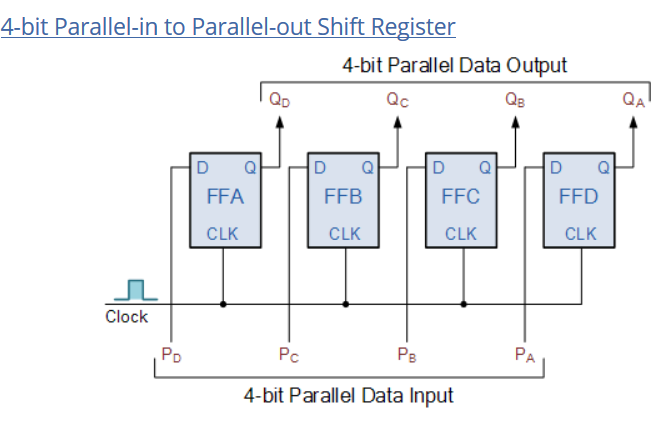 4-bit Parallel-in to Parallel-out Shift Register
4-bit Parallel Data Output
QD QC QB QA
D Q D Q D Q D Q
FFA FFB FFC FFD
CLK CLK CLK CLK
Clock
PD PC PB PA
4-bit Parallel Data Input